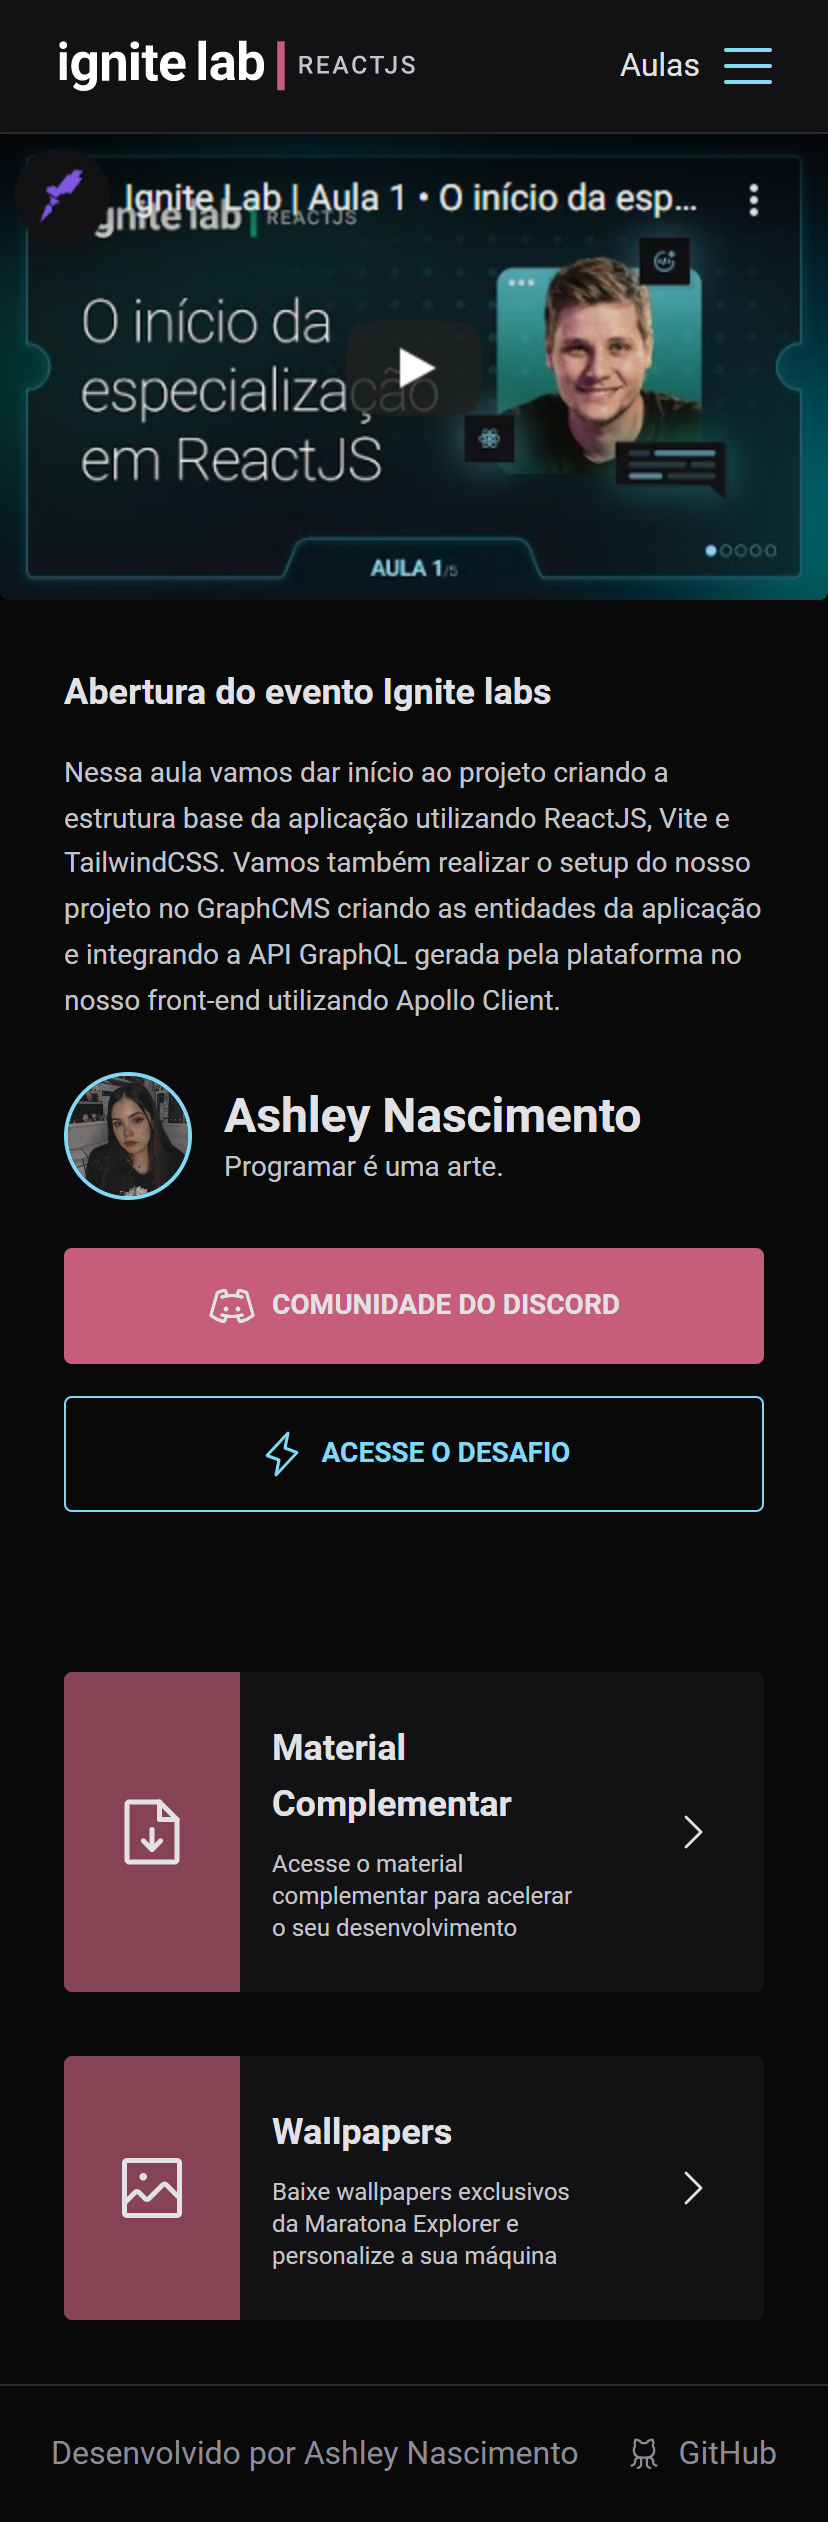 ignite lab | REACTJS
Aulas
Ignite Lab | Aula 1 • O início da esp...
ignite lab | REACTJS
O início da
especialização
em ReactJS
AULA 1/5
Abertura do evento Ignite labs
Nessa aula vamos dar início ao projeto criando a
estrutura base da aplicação utilizando ReactJS, Vite e
TailwindCSS. Vamos também realizar o setup do nosso
projeto no GraphCMS criando as entidades da aplicação
e integrando a API GraphQL gerada pela plataforma no
nosso front-end utilizando Apollo Client.
Ashley Nascimento
Programar é uma arte.
COMUNIDADE DO DISCORD
ACESSE O DESAFIO
Material
Complementar
Acesse o material
complementar para acelerar
o seu desenvolvimento
Wallpapers
Baixe wallpapers exclusivos
da Maratona Explorer e
personalize a sua máquina
Desenvolvido por Ashley Nascimento
GitHub